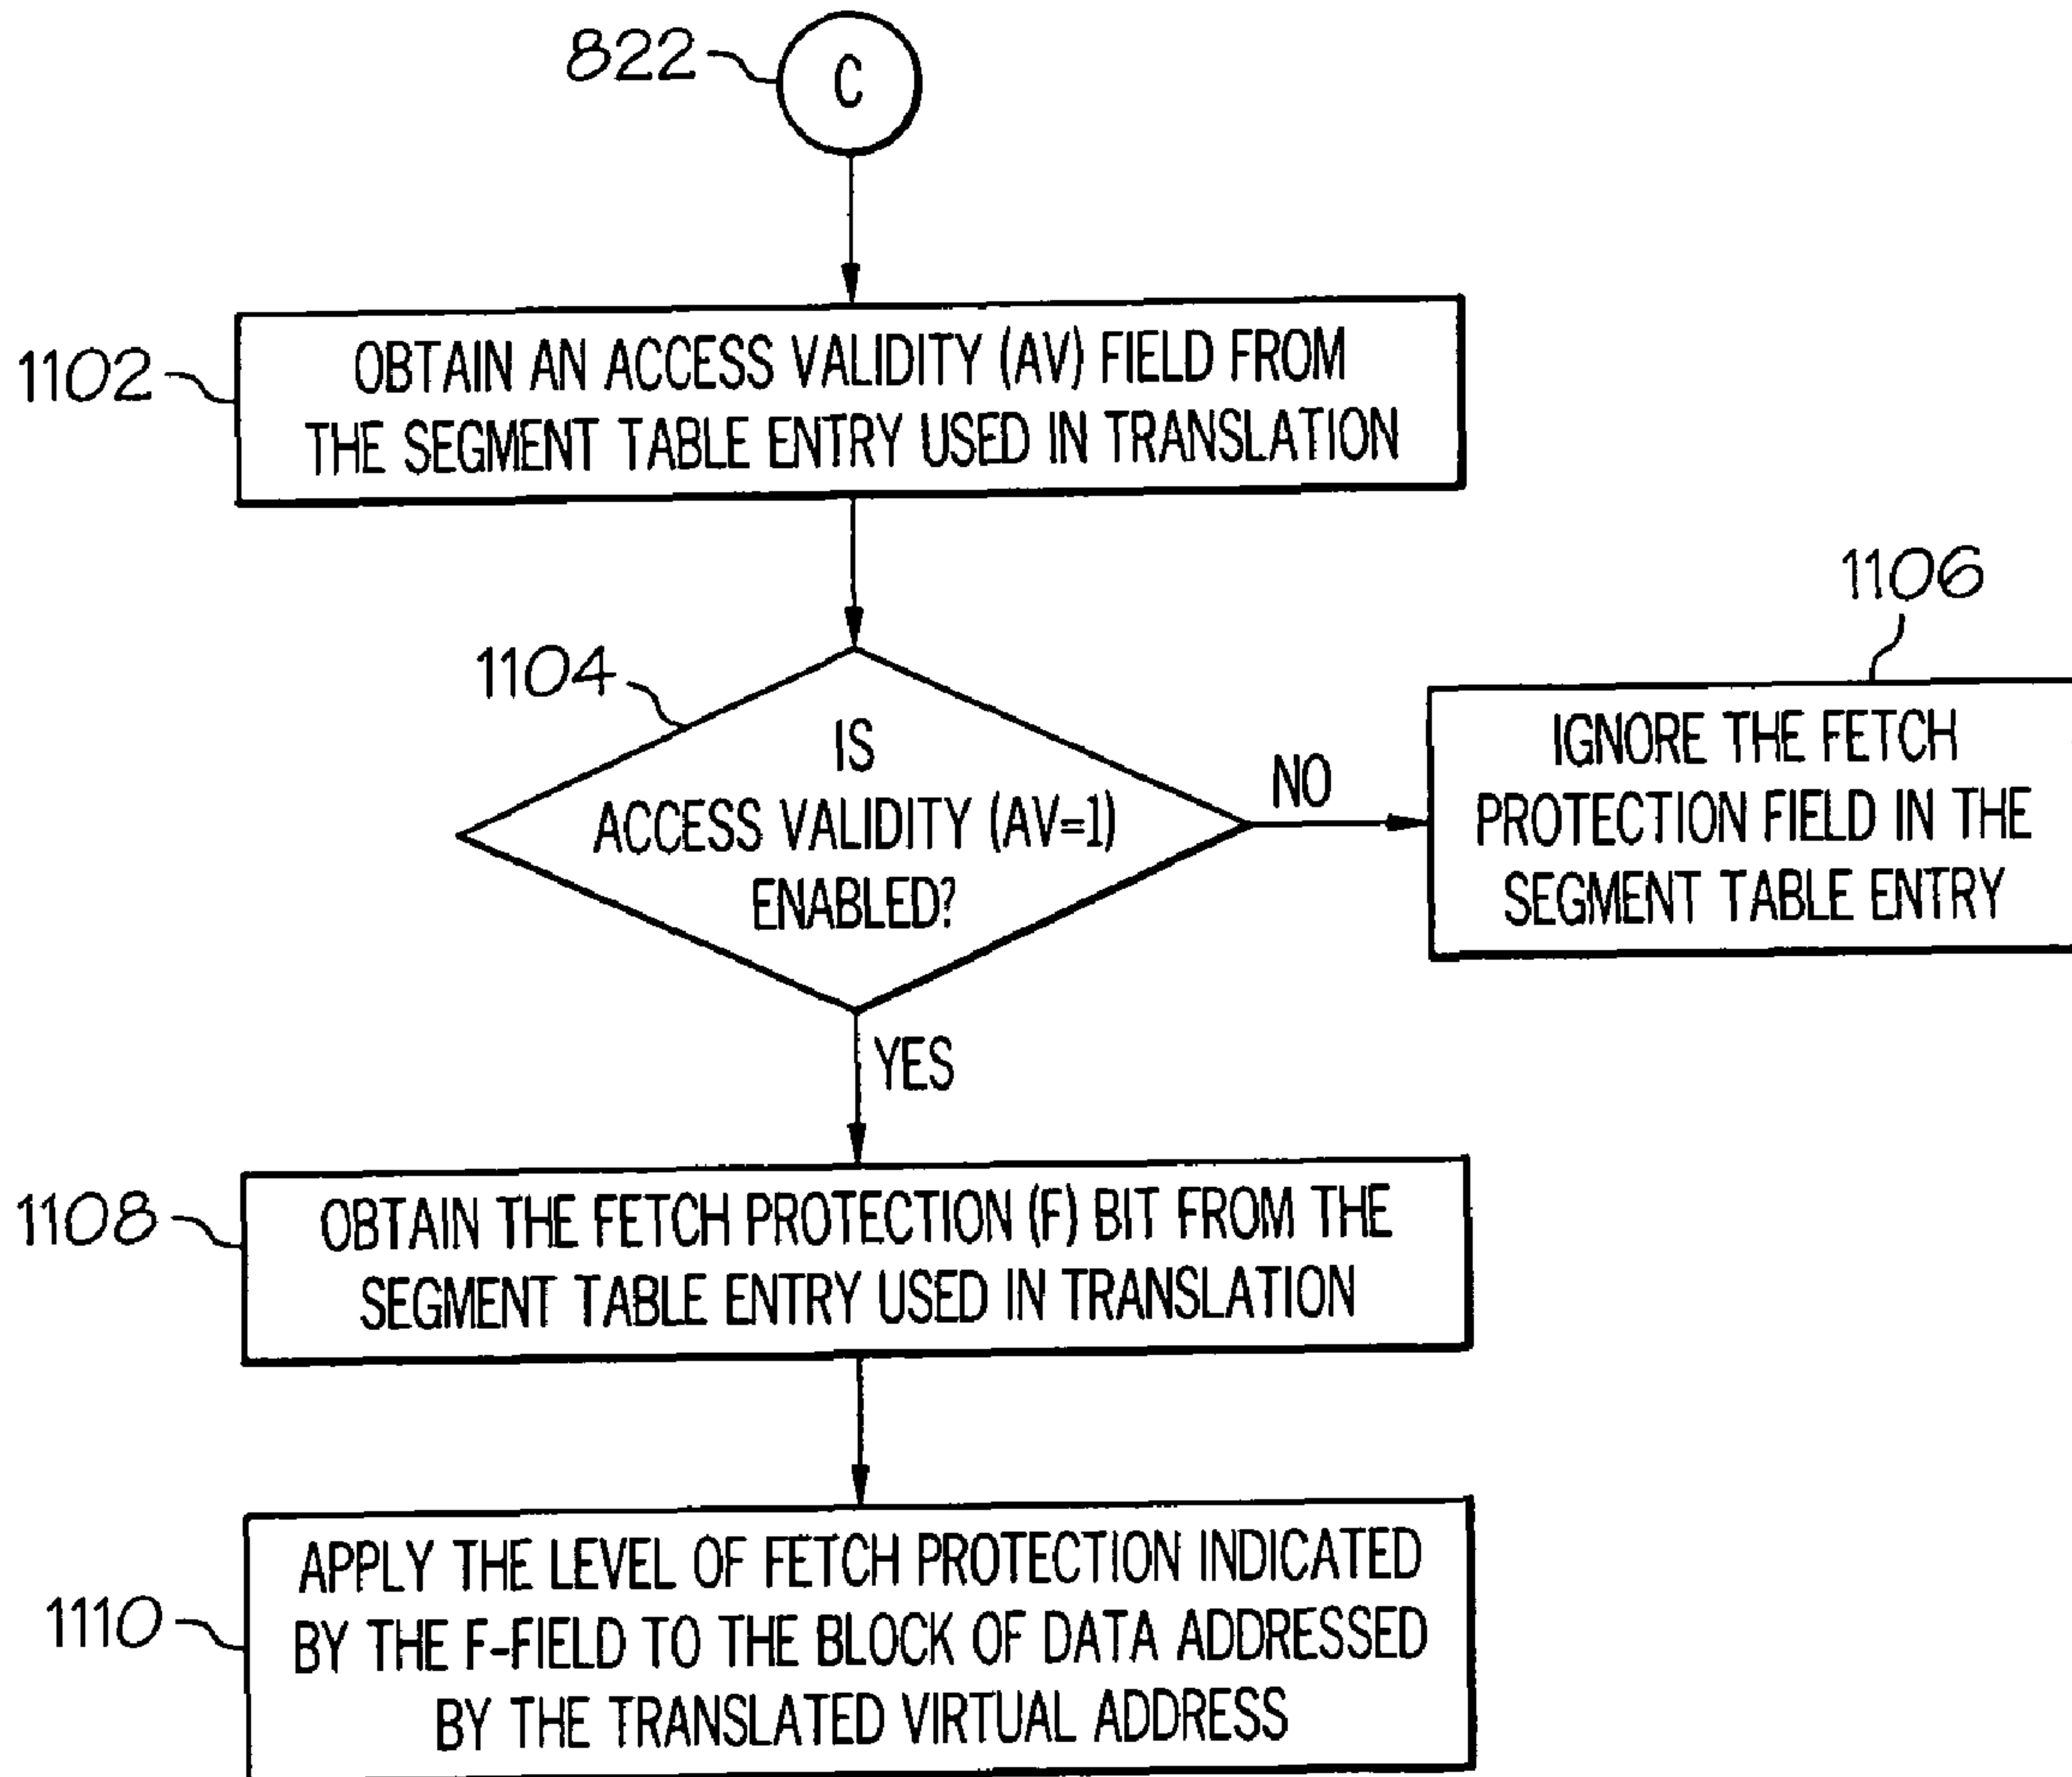 822
C
1102
OBTAIN AN ACCESS VALIDITY (AV) FIELD FROM
THE SEGMENT TABLE ENTRY USED IN TRANSLATION
1104
IS
ACCESS VALIDITY (AV=1)
ENABLED?
NO
1106
IGNORE THE FETCH
PROTECTION FIELD IN THE
SEGMENT TABLE ENTRY
YES
1108
OBTAIN THE FETCH PROTECTION (F) BIT FROM THE
SEGMENT TABLE ENTRY USED IN TRANSLATION
1110
APPLY THE LEVEL OF FETCH PROTECTION INDICATED
BY THE F-FIELD TO THE BLOCK OF DATA ADDRESSED
BY THE TRANSLATED VIRTUAL ADDRESS